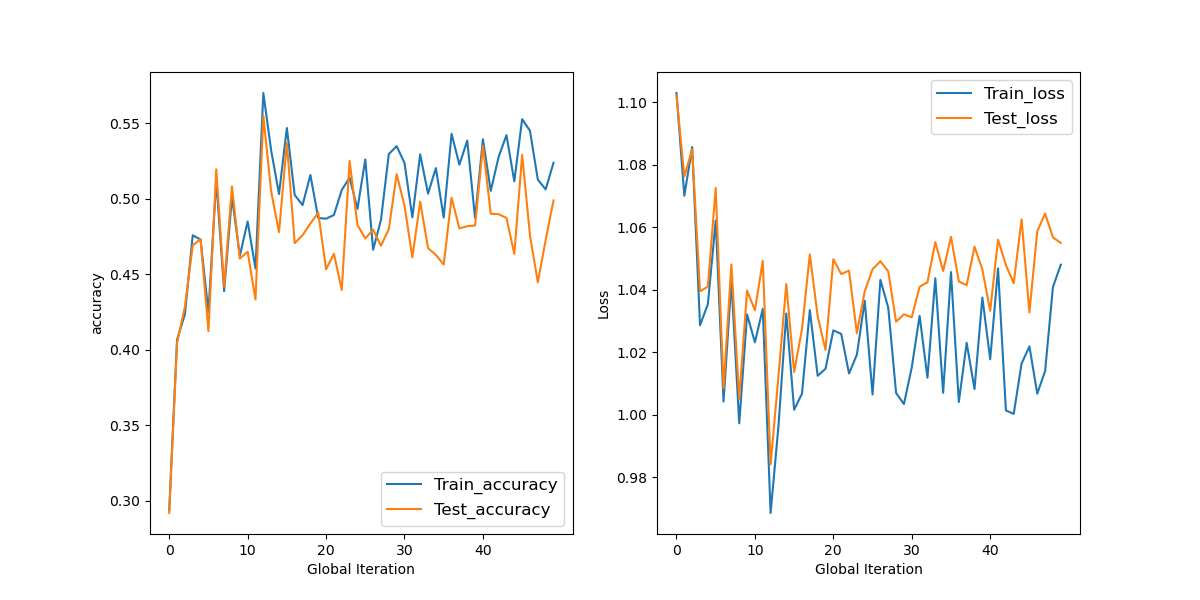 accuracy
0.55
0.50
0.45
0.40
0.35
0.30
0 10 20 30 40
Global Iteration
Train_accuracy
Test_accuracy
Loss
1.10
1.08
1.06
1.04
1.02
1.00
0.98
0 10 20 30 40
Global Iteration
Train_loss
Test_loss